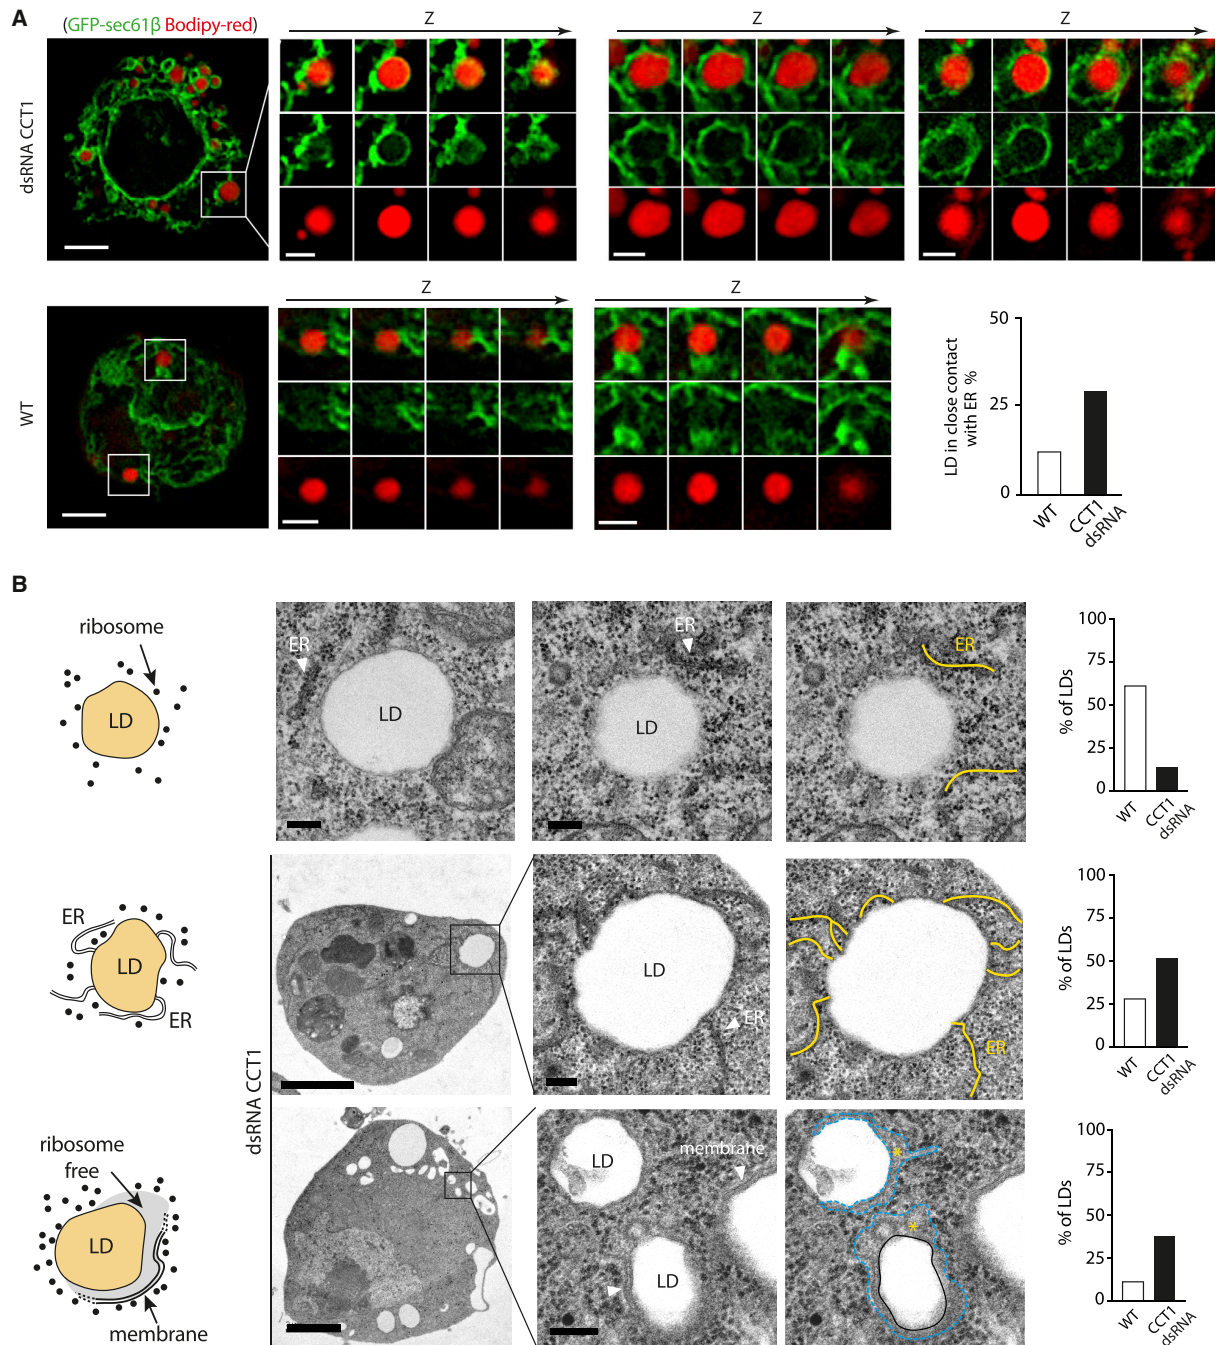 A
(GFP-sec61β Bodipy-red)
Z
Z
Z
dsRNA CCT1
WT
Z
Z
LD in close contact
with ER %
50
25
0
WT
CCT1
dsRNA
B
ribosome
LD
ER
LD
ER
LD
ER
% of LDs
100
75
50
25
0
WT
CCT1
dsRNA
ER
LD
ER
dsRNA CCT1
LD
ER
ER
% of LDs
100
75
50
25
0
WT
CCT1
dsRNA
ribosome
free
LD
membrane
LD
membrane
LD
*
*
% of LDs
100
75
50
25
0
WT
CCT1
dsRNA